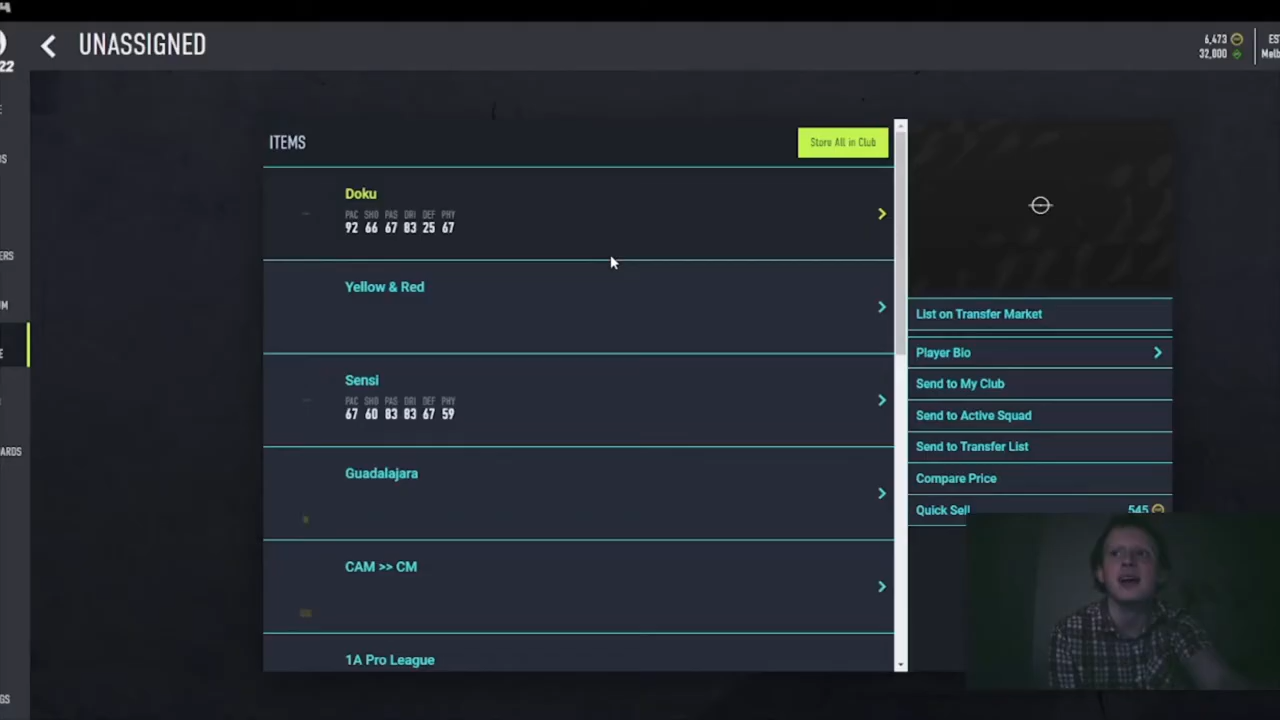 UNASSIGNED
6,473
32,000
22
ITEMS
Store All in Club
Doku
PAC SHO PAS DRI DEF PHY
92 66 67 83 25 67
Yellow & Red
Sensi
PAC SHO PAS DRI DEF PHY
67 60 83 83 67 59
Guadalajara
CAM >> CM
1A Pro League
List on Transfer Market
Player Bio
Send to My Club
Send to Active Squad
Send to Transfer List
Compare Price
Quick Sell 545